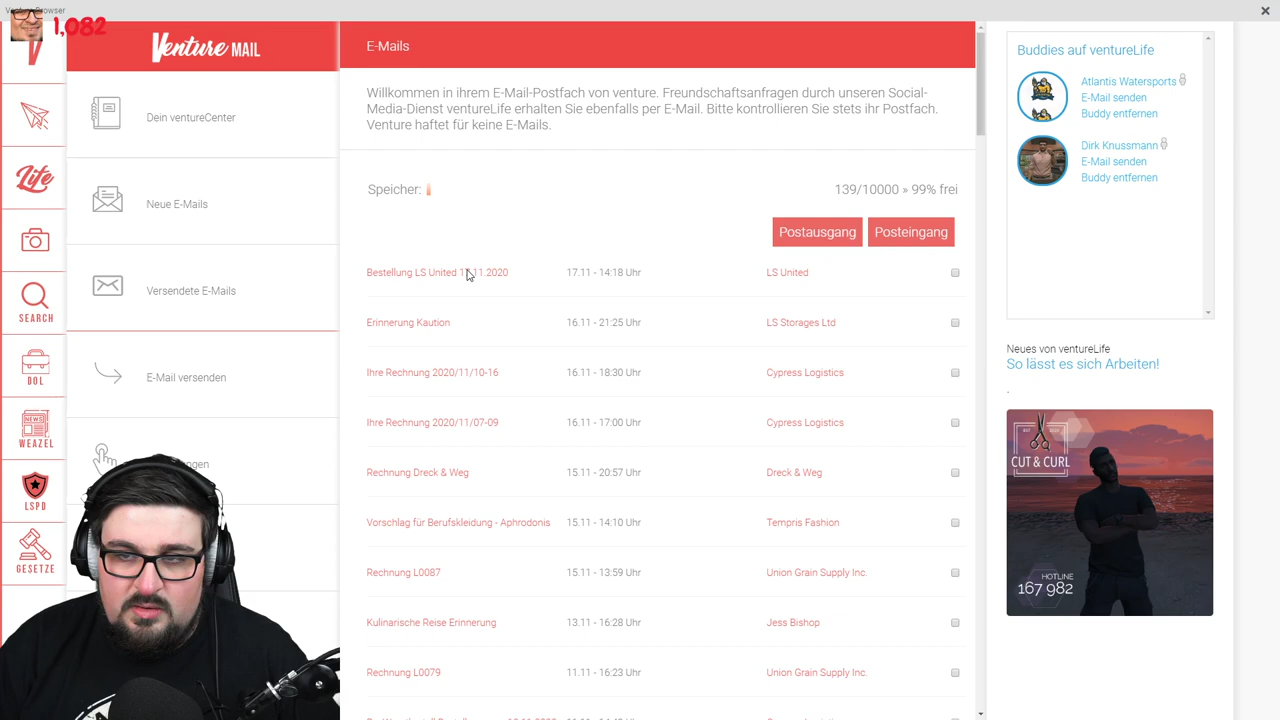 1,082
Venture MAIL
E-Mails
Buddies auf ventureLife
Atlantis Watersports
E-Mail senden
Buddy entfernen
Dirk Knussmann
E-Mail senden
Buddy entfernen
Dein ventureCenter
Neue E-Mails
Versendete E-Mails
E-Mail versenden
Life
SEARCH
DOL
NEWS
WEAZEL
LSPD
GESETZE
Willkommen in ihrem E-Mail-Postfach von venture. Freundschaftsanfragen durch unseren Social-
Media-Dienst ventureLife erhalten Sie ebenfalls per E-Mail. Bitte kontrollieren Sie stets ihr Postfach.
Venture haftet für keine E-Mails.
Speicher: 139/10000 » 99% frei
Postausgang Posteingang
Bestellung LS United 17.11.2020 17.11 - 14:18 Uhr LS United
Erinnerung Kaution 16.11 - 21:25 Uhr LS Storages Ltd
Ihre Rechnung 2020/11/10-16 16.11 - 18:30 Uhr Cypress Logistics
Ihre Rechnung 2020/11/07-09 16.11 - 17:00 Uhr Cypress Logistics
Rechnung Dreck & Weg 15.11 - 20:57 Uhr Dreck & Weg
Vorschlag für Berufskleidung - Aphrodonis 15.11 - 14:10 Uhr Tempris Fashion
Rechnung L0087 15.11 - 13:59 Uhr Union Grain Supply Inc.
Kulinarische Reise Erinnerung 13.11 - 16:28 Uhr Jess Bishop
Rechnung L0079 11.11 - 16:23 Uhr Union Grain Supply Inc.
Neues von ventureLife
So lässt es sich Arbeiten!
.
CUT & CURL
HOTLINE
167 982